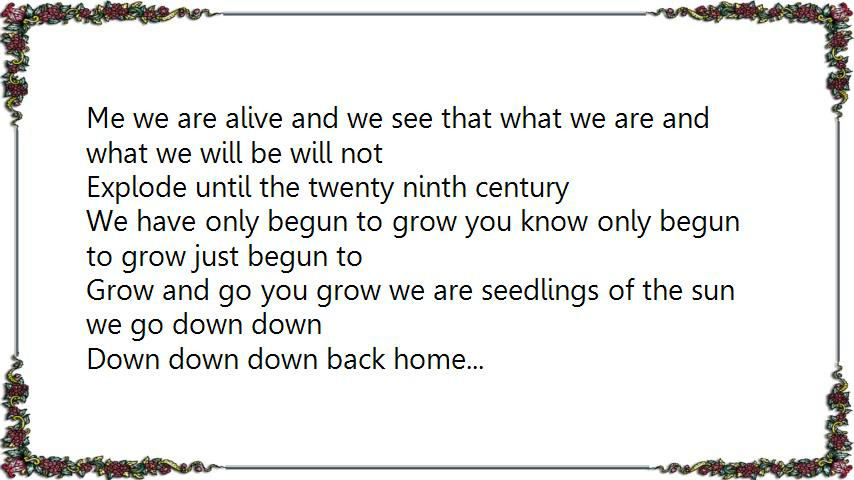 Me we are alive and we see that what we are and
what we will be will not
Explode until the twenty ninth century
We have only begun to grow you know only begun
to grow just begun to
Grow and go you grow we are seedlings of the sun
we go down down
Down down down back home...